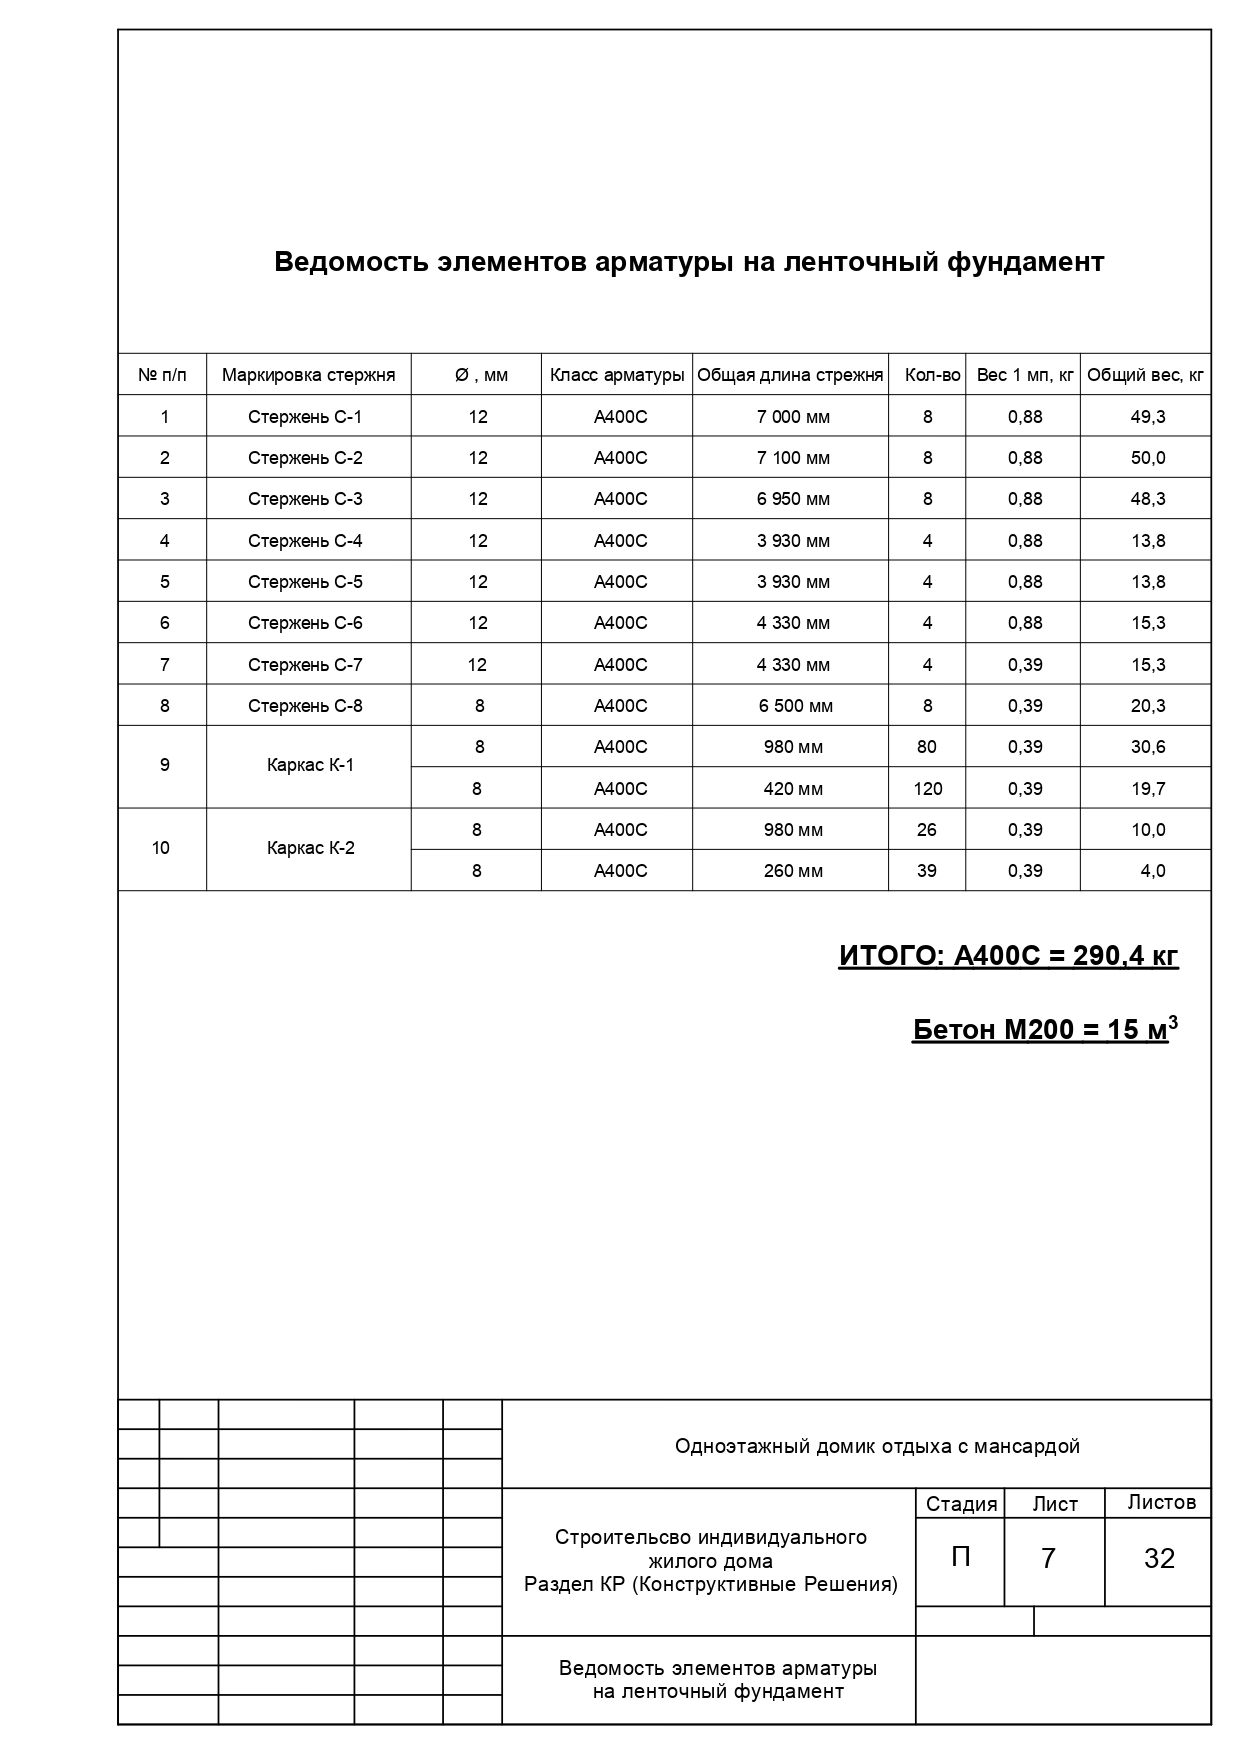 Ведомость элементов арматуры на ленточный фундамент
№ п/п Маркировка стержня Ø , мм Класс арматуры Общая длина стрежня Кол-во Вес 1 мп, кг Общий вес, кг
1 Стержень С-1 12 А400С 7 000 мм 8 0,88 49,3
2 Стержень С-2 12 А400С 7 100 мм 8 0,88 50,0
3 Стержень С-3 12 А400С 6 950 мм 8 0,88 48,3
4 Стержень С-4 12 А400С 3 930 мм 4 0,88 13,8
5 Стержень С-5 12 А400С 3 930 мм 4 0,88 13,8
6 Стержень С-6 12 А400С 4 330 мм 4 0,88 15,3
7 Стержень С-7 12 А400С 4 330 мм 4 0,39 15,3
8 Стержень С-8 8 А400С 6 500 мм 8 0,39 20,3
9 Каркас К-1 8 А400С 980 мм 80 0,39 30,6
8 А400С 420 мм 120 0,39 19,7
10 Каркас К-2 8 А400С 980 мм 26 0,39 10,0
8 А400С 260 мм 39 0,39 4,0
ИТОГО: А400С = 290,4 кг
Бетон М200 = 15 м³
Одноэтажный домик отдыха с мансардой
Строительсво индивидуального
жилого дома
Раздел КР (Конструктивные Решения)
Стадия Лист Листов
П 7 32
Ведомость элементов арматуры
на ленточный фундамент